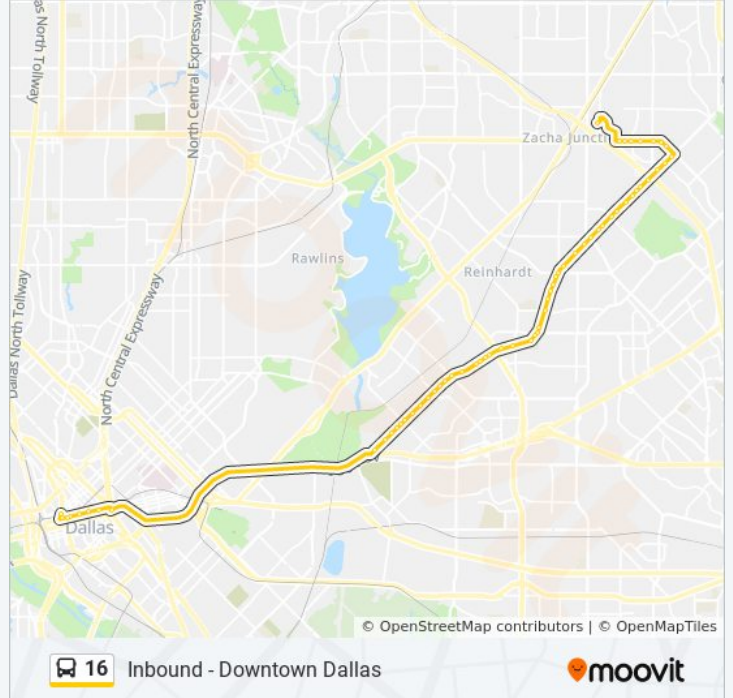 as North Tollway
North Central Expressway
Zacha Juncti
Rawlins
Reinhardt
Dallas North Tollway
North Central Expressway
Dallas
© OpenStreetMap contributors | © OpenMapTiles
16 Inbound - Downtown Dallas
moovit